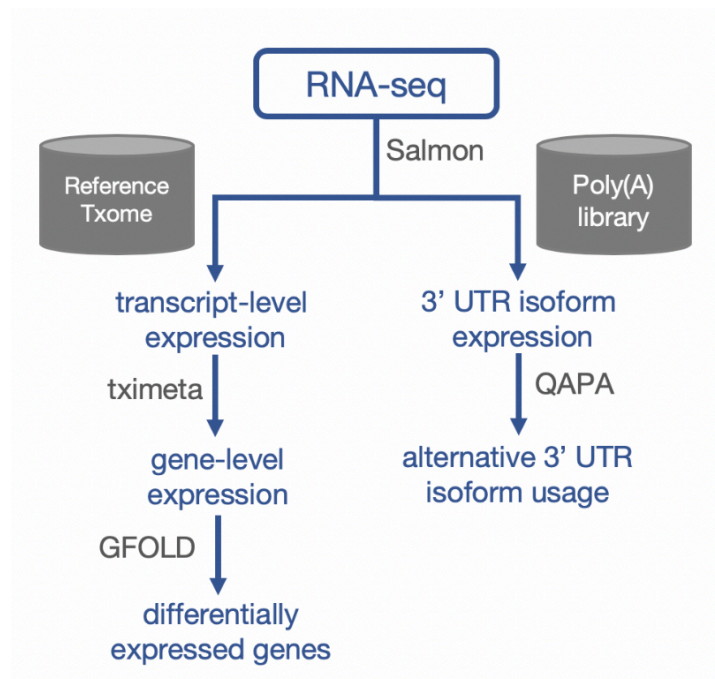 RNA-seq
Salmon
Reference
Txome
Poly(A)
library
transcript-level
expression
3’ UTR isoform
expression
tximeta
QAPA
gene-level
expression
alternative 3’ UTR
isoform usage
GFOLD
differentially
expressed genes